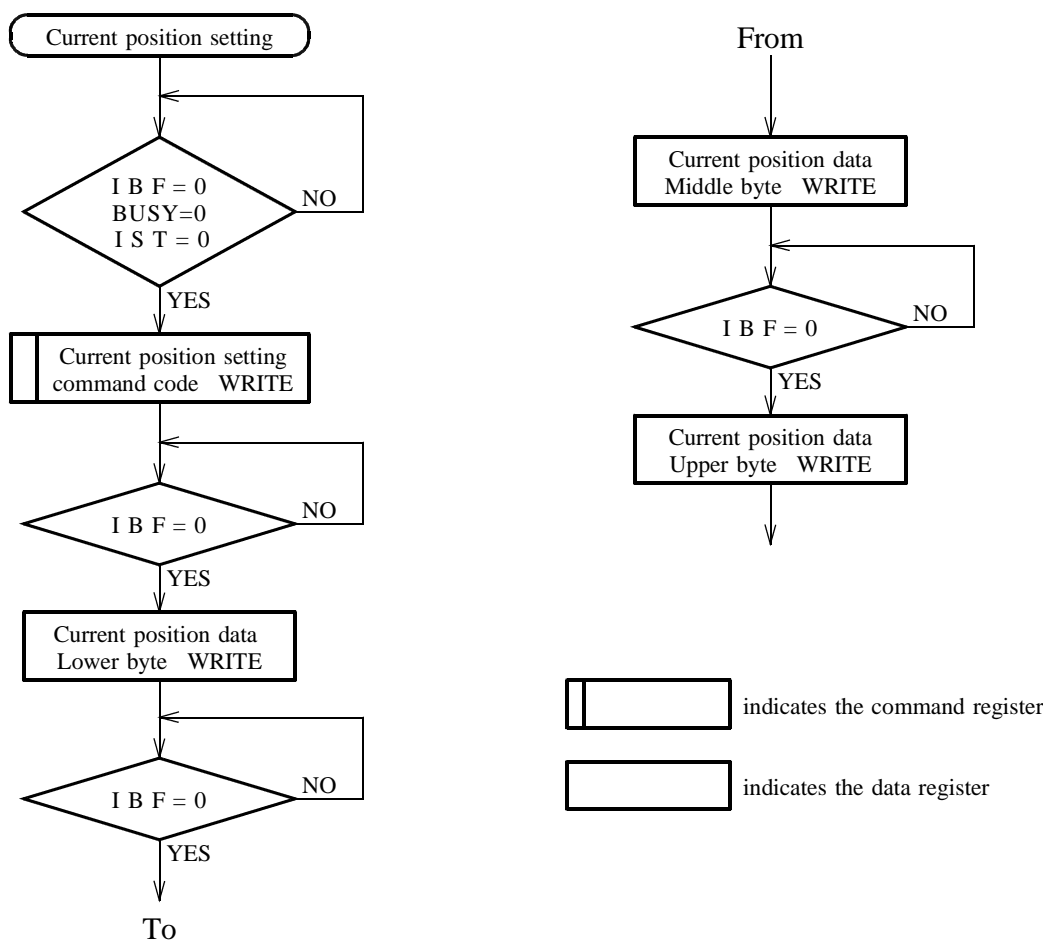 Current position setting
I B F = 0
BUSY=0
I S T = 0
NO
YES
Current position setting
command code WRITE
I B F = 0
NO
YES
Current position data
Lower byte WRITE
I B F = 0
NO
YES
To
From
Current position data
Middle byte WRITE
I B F = 0
NO
YES
Current position data
Upper byte WRITE
indicates the command register
indicates the data register